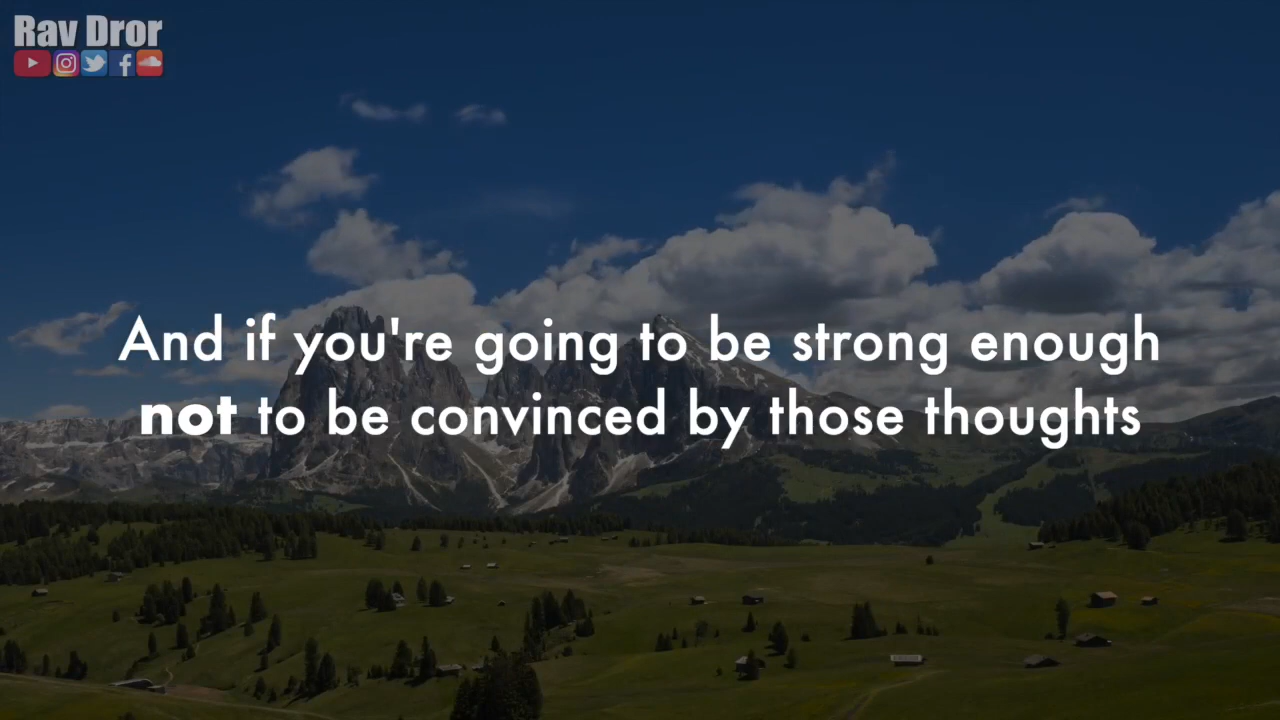 Rav Dror
And if you're going to be strong enough
not to be convinced by those thoughts